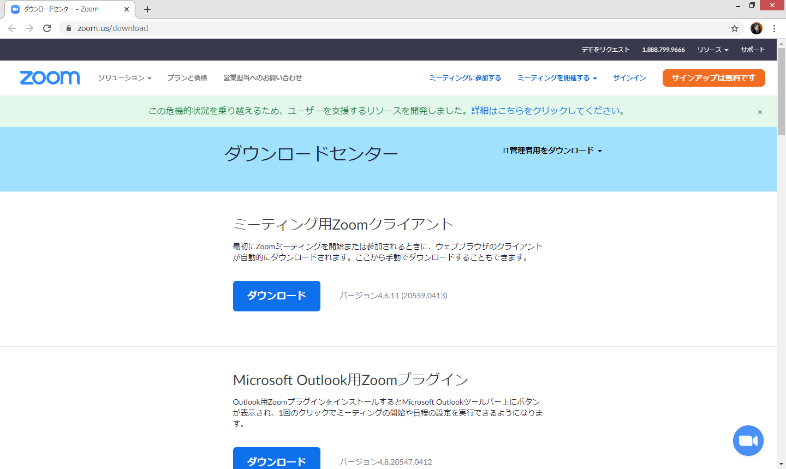 ダウンロードセンター - Zoom
zoom.us/download
デモをリクエスト 1.888.799.9666 リソース サポート
zoom ソリューション プランと価格 営業担当へのお問い合わせ ミーティングに参加する ミーティングを開催する サインイン サインアップは無料です
この危機的状況を乗り越えるため、ユーザーを支援するリソースを開発しました。詳細はこちらをクリックしてください。
ダウンロードセンター
IT管理者用をダウンロード
ミーティング用Zoomクライアント
最初にZoomミーティングを開始または参加されるときに、ウェブブラウザのクライアント
が自動的にダウンロードされます。ここから手動でダウンロードすることもできます。
ダウンロード バージョン4.6.11 (20559.0413)
Microsoft Outlook用Zoomプラグイン
Outlook用ZoomプラグインをインストールするとMicrosoft Outlookツールバー上にボタン
が表示され、1回のクリックでミーティングの開始や日程の設定を実行できるようになりま
す。
ダウンロード バージョン4.8.20547.0412